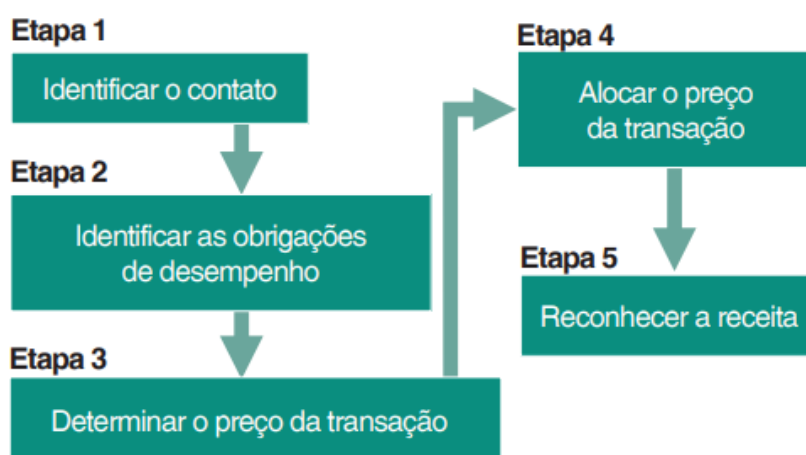 Etapa 1
Identificar o contato
Etapa 2
Identificar as obrigações
de desempenho
Etapa 3
Determinar o preço da transação
Etapa 4
Alocar o preço
da transação
Etapa 5
Reconhecer a receita